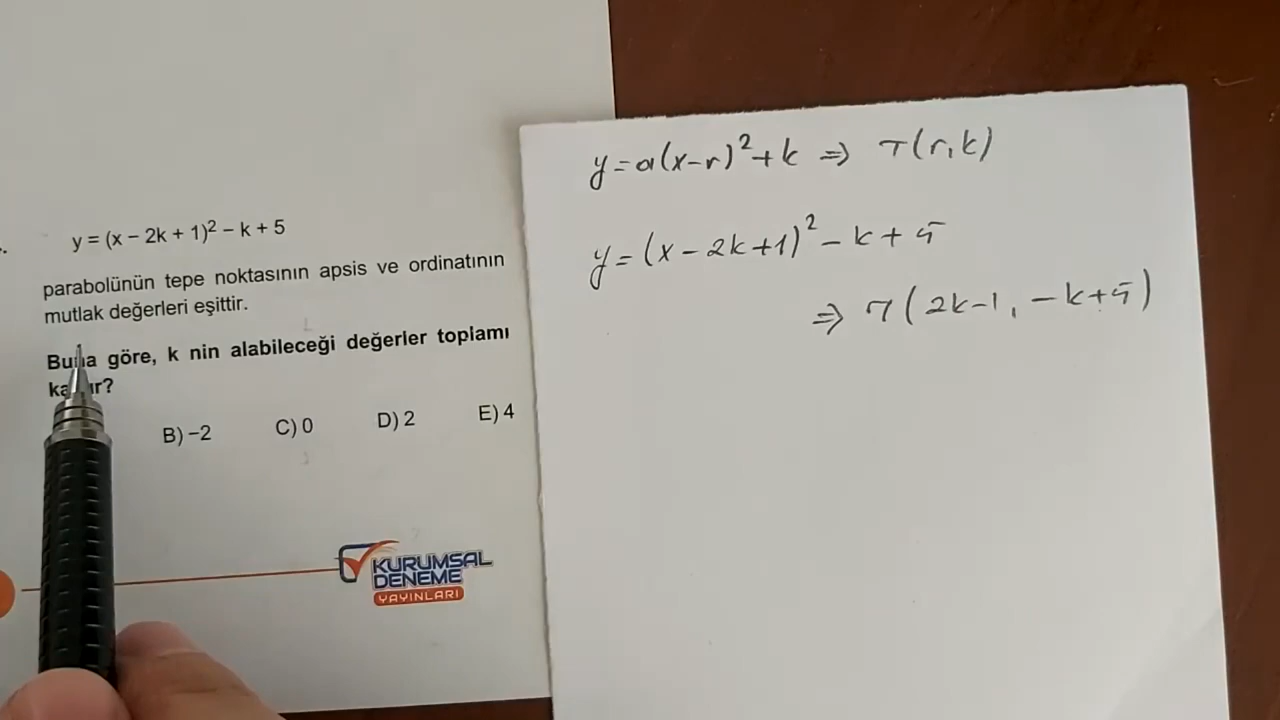 y = (x – 2k + 1)² – k + 5
parabolünün tepe noktasının apsis ve ordinatının
mutlak değerleri eşittir.
Buna göre, k nin alabileceği değerler toplamı
B) –2 C) 0 D) 2 E) 4
KURUMSAL
DENEME
YAYINLARI
y = a(x–r)² + k ⇒ T(r,k)
y = (x – 2k+1)² – k + 5
⇒ T(2k–1, –k+5)